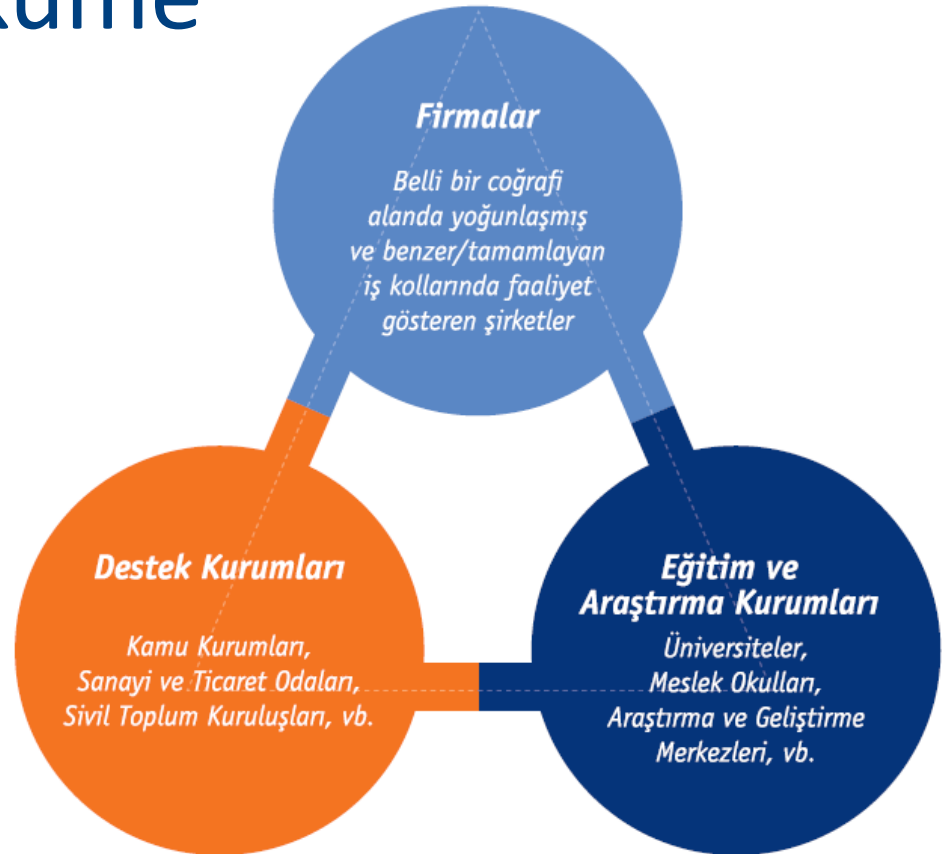 küme
Firmalar
Belli bir coğrafi
alanda yoğunlaşmış
ve benzer/tamamlayan
iş kollarında faaliyet
gösteren şirketler
Destek Kurumları
Kamu Kurumları,
Sanayi ve Ticaret Odaları,
Sivil Toplum Kuruluşları, vb.
Eğitim ve
Araştırma Kurumları
Üniversiteler,
Meslek Okulları,
Araştırma ve Geliştirme
Merkezleri, vb.